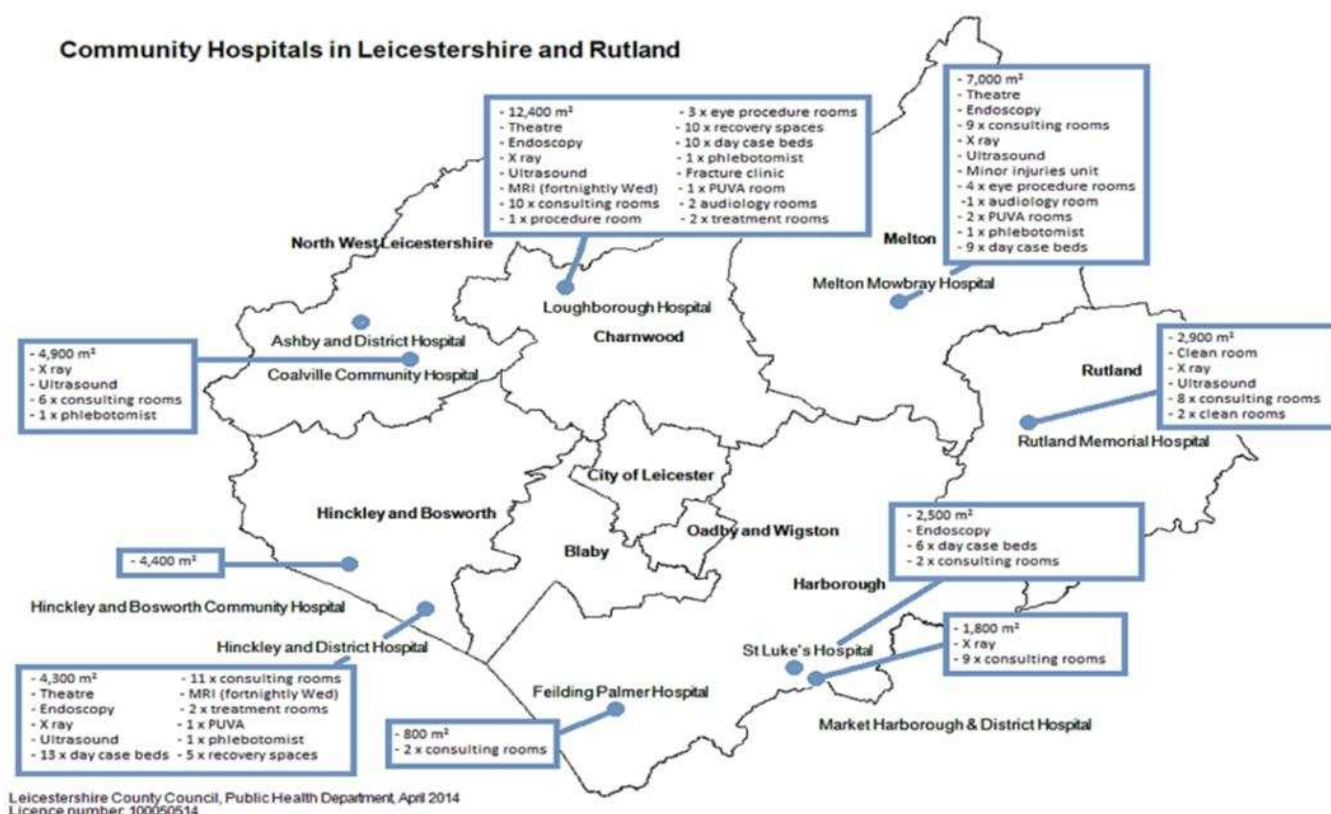 Community Hospitals in Leicestershire and Rutland
- 12,400 m²
- Theatre
- Endoscopy
- X ray
- Ultrasound
- MRI (fortnightly Wed)
- 10 x consulting rooms
- 1 x procedure room
- 3 x eye procedure rooms
- 10 x recovery spaces
- 10 x day case beds
- 1 x phlebotomist
- Fracture clinic
- 1 x PUVA room
- 2 audiology rooms
- 2 x treatment rooms
- 7,000 m²
- Theatre
- Endoscopy
- 9 x consulting rooms
- X ray
- Ultrasound
- Minor injuries unit
- 4 x eye procedure rooms
-1 x audiology room
- 2 x PUVA rooms
- 1 x phlebotomist
- 9 x day case beds
North West Leicestershire
Melton
Melton Mowbray Hospital
Loughborough Hospital
Charnwood
Ashby and District Hospital
Coalville Community Hospital
- 4,900 m²
- X ray
- Ultrasound
- 6 x consulting rooms
- 1 x phlebotomist
- 2,900 m²
- Clean room
- X ray
- Ultrasound
- 8 x consulting rooms
- 2 x clean rooms
Rutland
Rutland Memorial Hospital
City of Leicester
Hinckley and Bosworth
Oadby and Wigston
Blaby
Harborough
- 2,500 m²
- Endoscopy
- 6 x day case beds
- 2 x consulting rooms
- 4,400 m²
Hinckley and Bosworth Community Hospital
Hinckley and District Hospital
- 1,800 m²
- X ray
- 9 x consulting rooms
St Luke's Hospital
Market Harborough & District Hospital
Feilding Palmer Hospital
- 800 m²
- 2 x consulting rooms
- 4,300 m²
- Theatre
- Endoscopy
- X ray
- Ultrasound
- 13 x day case beds
- 11 x consulting rooms
- MRI (fortnightly Wed)
- 2 x treatment rooms
- 1 x PUVA
- 1 x phlebotomist
- 5 x recovery spaces
Leicestershire County Council, Public Health Department, April 2014
Licence number: 100050514